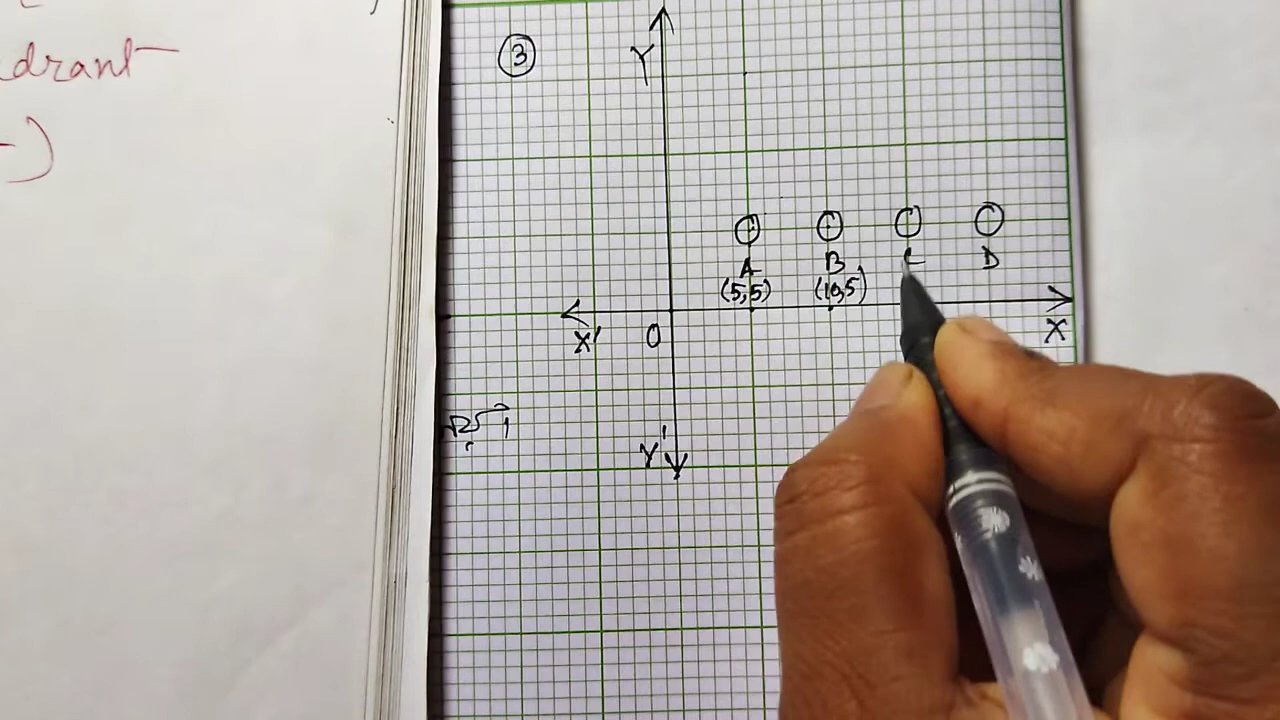 drant
-)
3
Y
A B C D
(5,5) (10,5)
X' O X
Y'